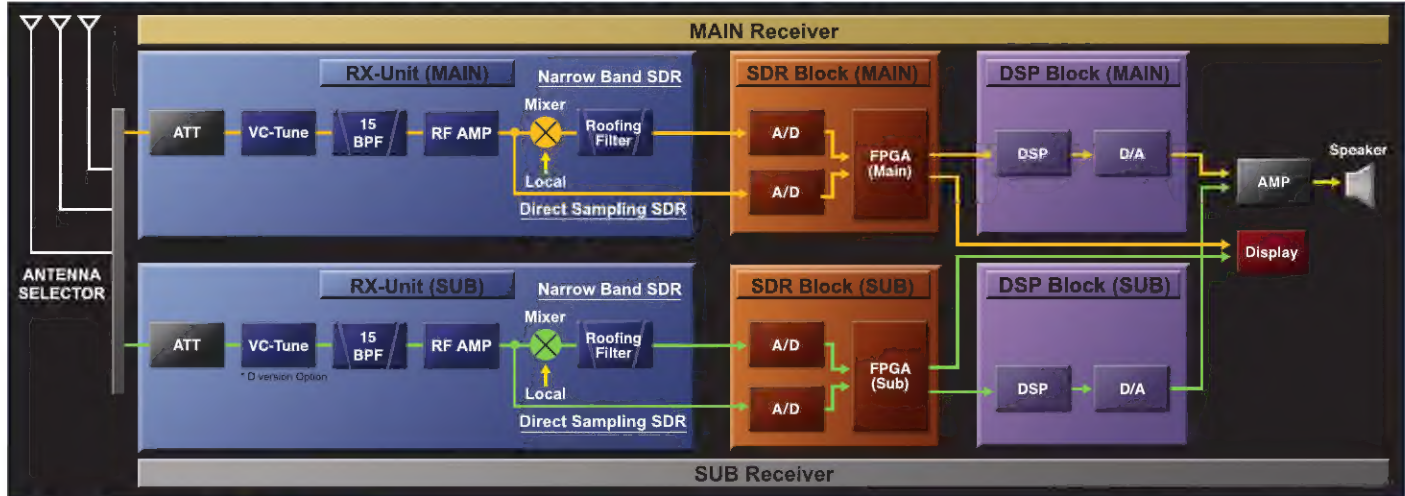 MAIN Receiver
RX-Unit (MAIN)
Narrow Band SDR
Mixer
ATT
VC-Tune
15
BPF
RF AMP
Roofing
Filter
Local
Direct Sampling SDR
SDR Block (MAIN)
A/D
A/D
FPGA
(Main)
DSP Block (MAIN)
DSP
D/A
AMP
Speaker
Display
ANTENNA
SELECTOR
RX-Unit (SUB)
Narrow Band SDR
Mixer
ATT
VC-Tune
* D version Option
15
BPF
RF AMP
Roofing
Filter
Local
Direct Sampling SDR
SDR Block (SUB)
A/D
A/D
FPGA
(Sub)
DSP Block (SUB)
DSP
D/A
SUB Receiver